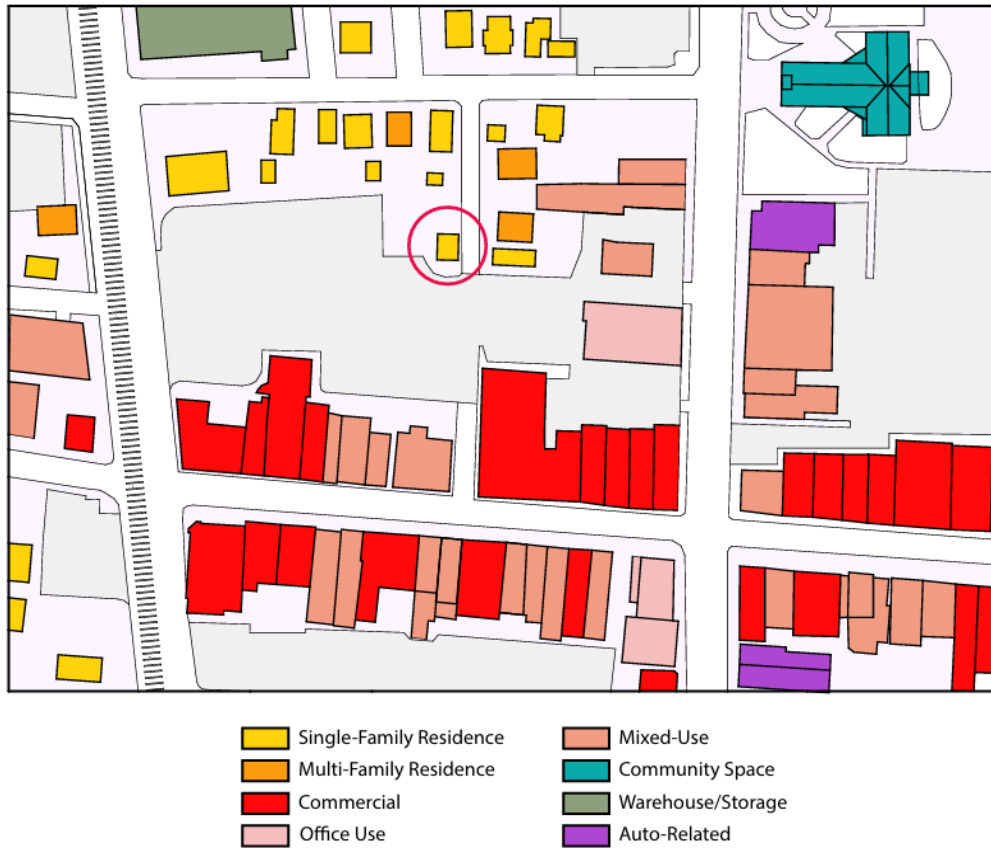 Single-Family Residence
Multi-Family Residence
Commercial
Office Use
Mixed-Use
Community Space
Warehouse/Storage
Auto-Related